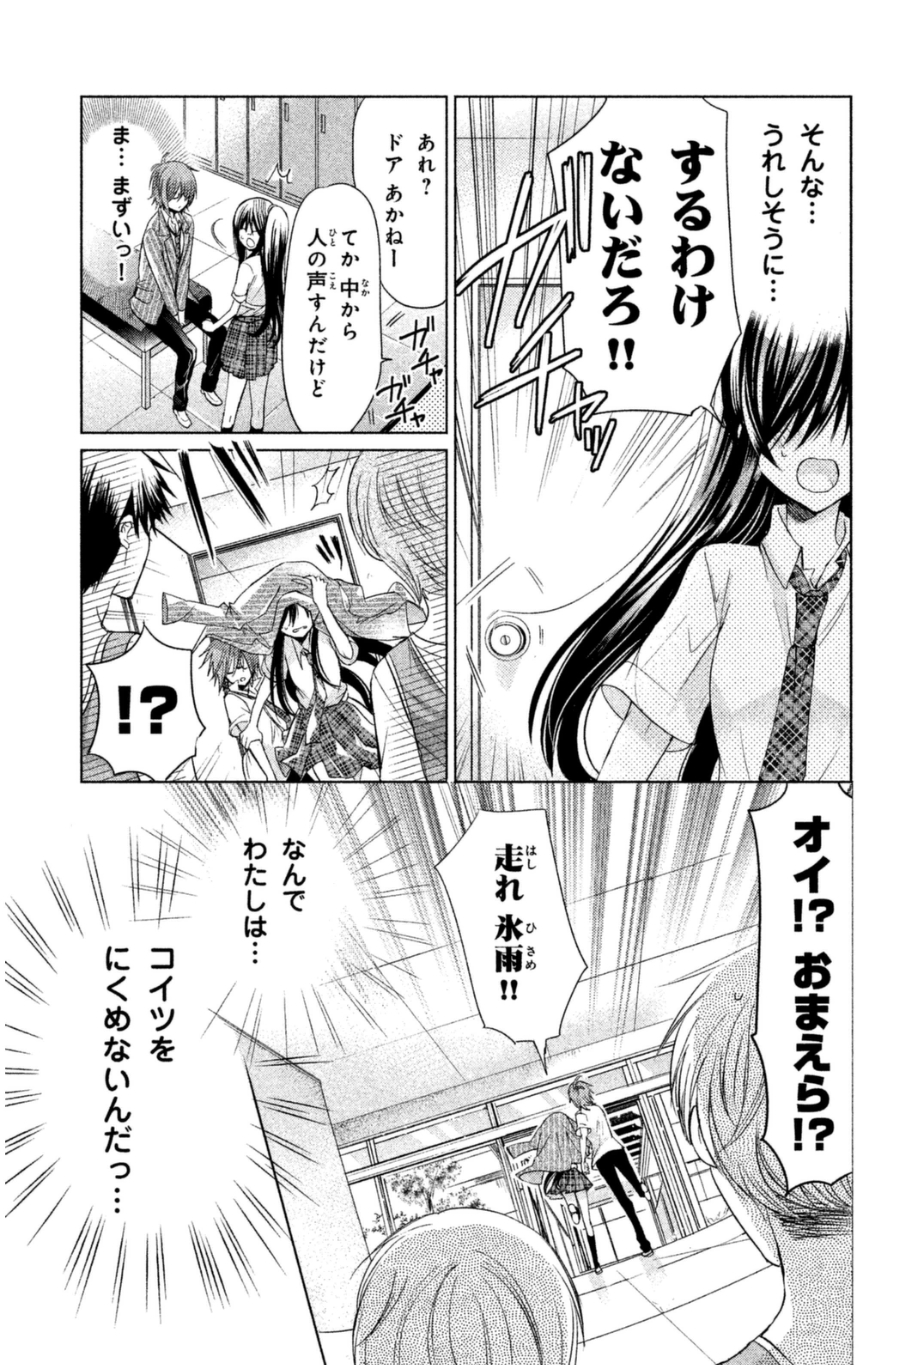 そんな…
うれしそうに…
するわけ
ないだろ!!
ガチャガチャッ
あれ？
ドア あかねー
てか 中から
人の声すんだけど
ガチャ
ガチャ
ま… まずいっ！
!?
オイ!? おまえら!?
走れ 氷雨!!
なんで
わたしは…
コイツを
にくめないんだっ…